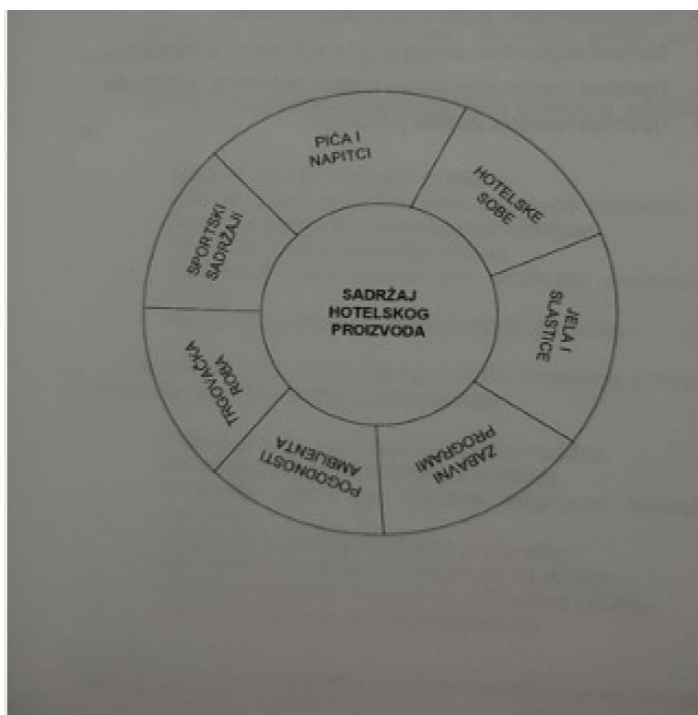 SADRŽAJ
HOTELSKOG
PROIZVODA
PIĆA I
NAPITCI
HOTELSKE
SOBE
JELA I
SLASTICE
ZABAVNI
PROGRAMI
POGODNOSTI
AMBIJENTA
TRGOVAČKA
ROBA
SPORTSKI
SADRŽAJI